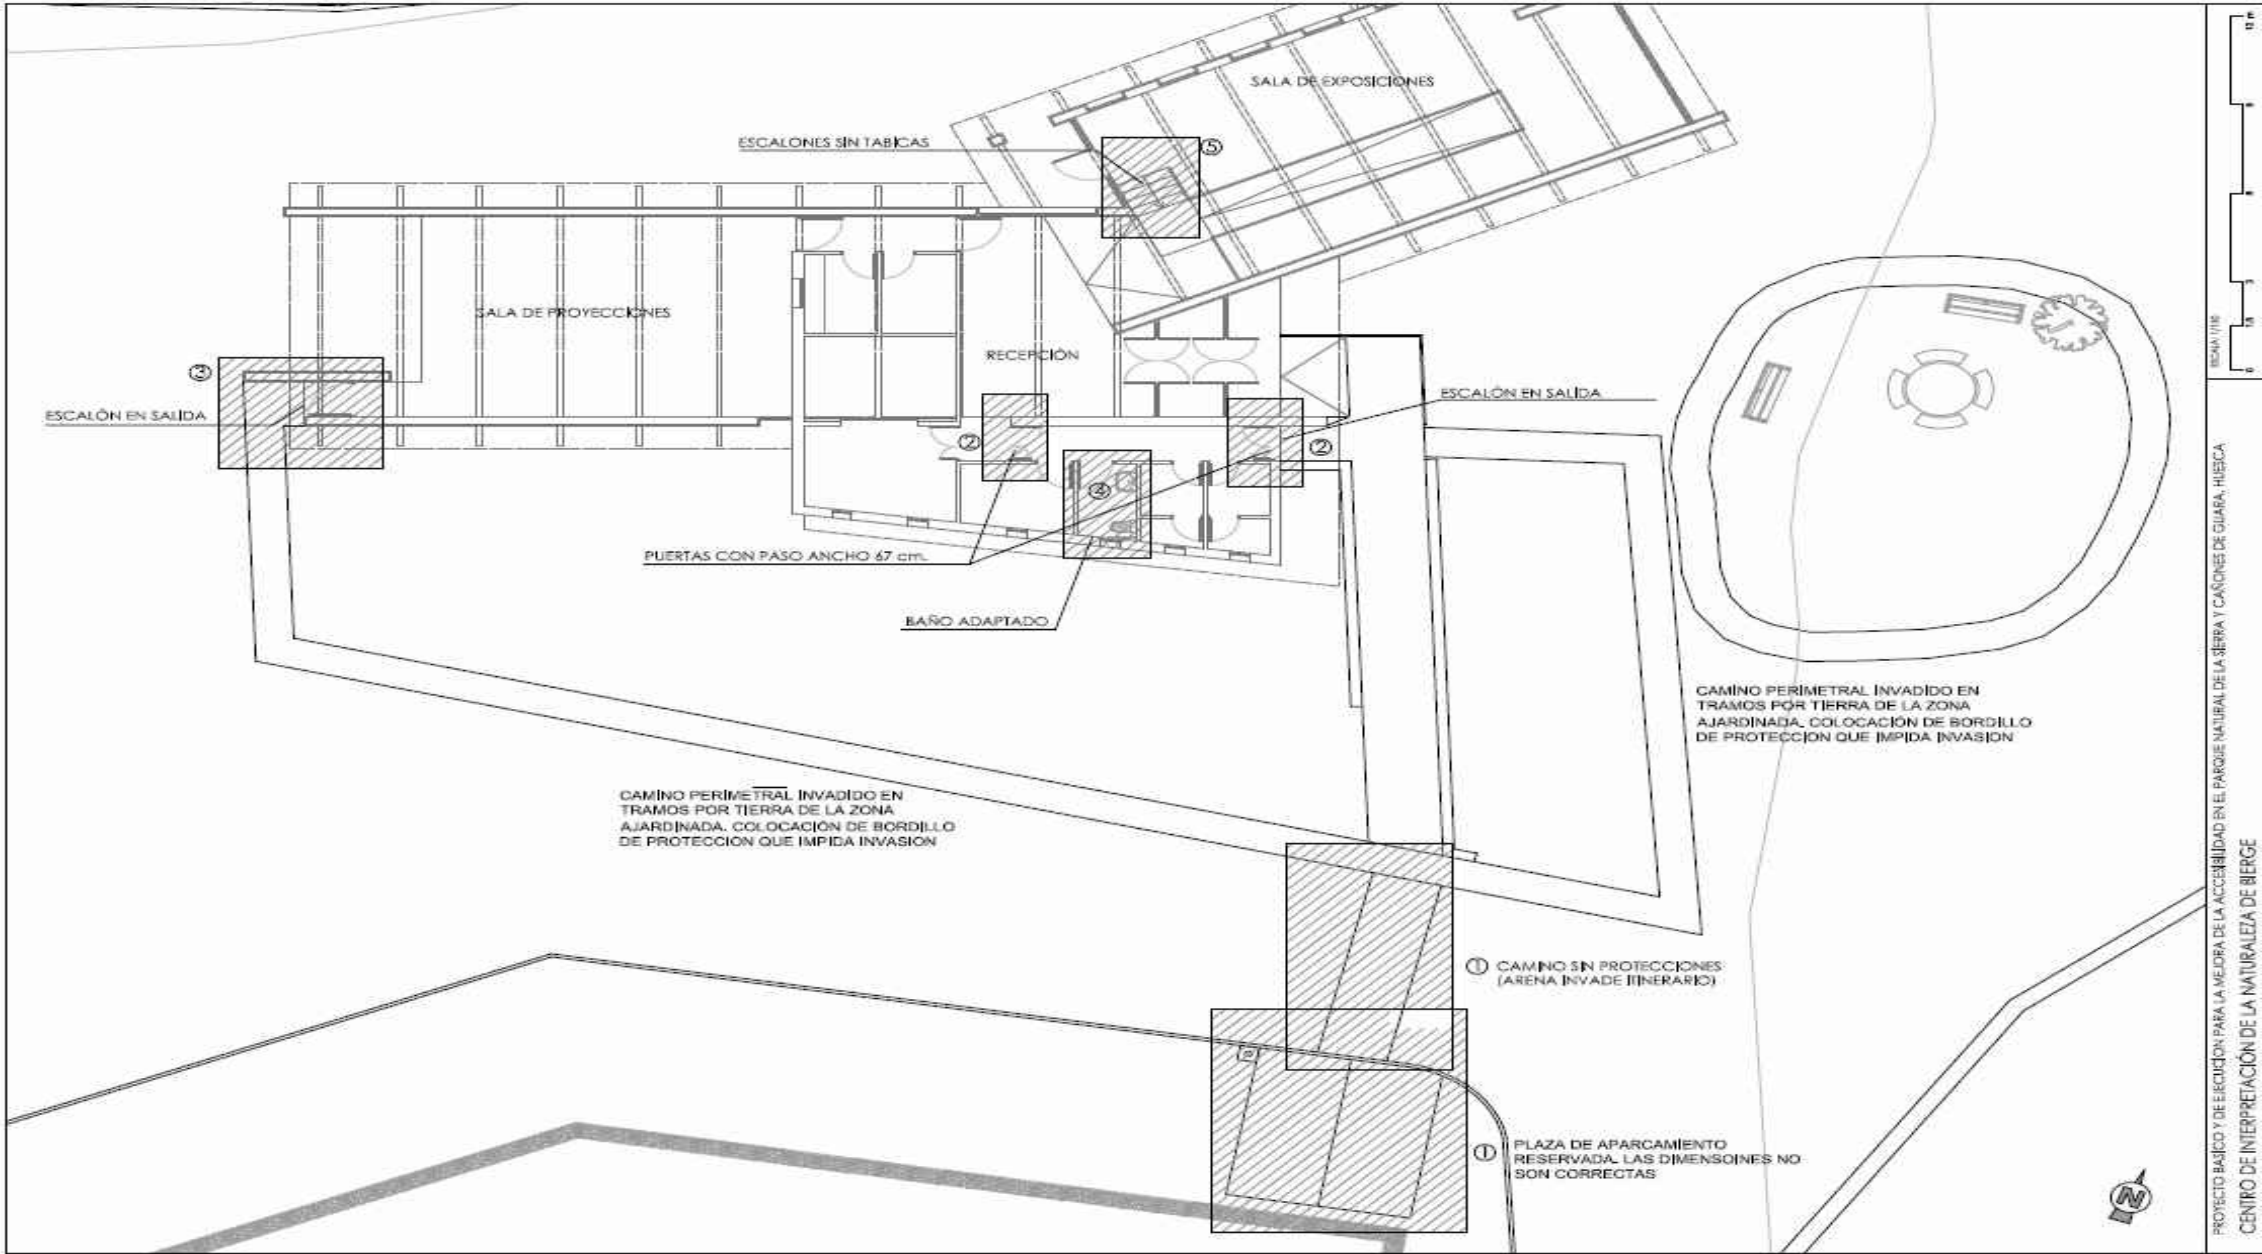 SALA DE EXPOSICIONES
ESCALONES SIN TABICAS
⑤
SALA DE PROYECCIONES
RECEPCIÓN
③
ESCALÓN EN SALIDA
ESCALÓN EN SALIDA
②
②
④
PUERTAS CON PASO ANCHO 67 cm.
BAÑO ADAPTADO
CAMINO PERIMETRAL INVADIDO EN
TRAMOS POR TIERRA DE LA ZONA
AJARDINADA. COLOCACIÓN DE BORDILLO
DE PROTECCION QUE IMPIDA INVASION
CAMINO PERIMETRAL INVADIDO EN
TRAMOS POR TIERRA DE LA ZONA
AJARDINADA. COLOCACIÓN DE BORDILLO
DE PROTECCION QUE IMPIDA INVASION
① CAMINO SIN PROTECCIONES
(ARENA INVADE ITINERARIO)
① PLAZA DE APARCAMIENTO
RESERVADA. LAS DIMENSOINES NO
SON CORRECTAS
N
PROYECTO BASICO Y DE EJECUCION PARA LA MEJORA DE LA ACCESIBILIDAD EN EL PARQUE NATURAL DE LA SIERRA Y CAÑONES DE GUARA, HUESCA
CENTRO DE INTERPRETACIÓN DE LA NATURALEZA DE BIERGE